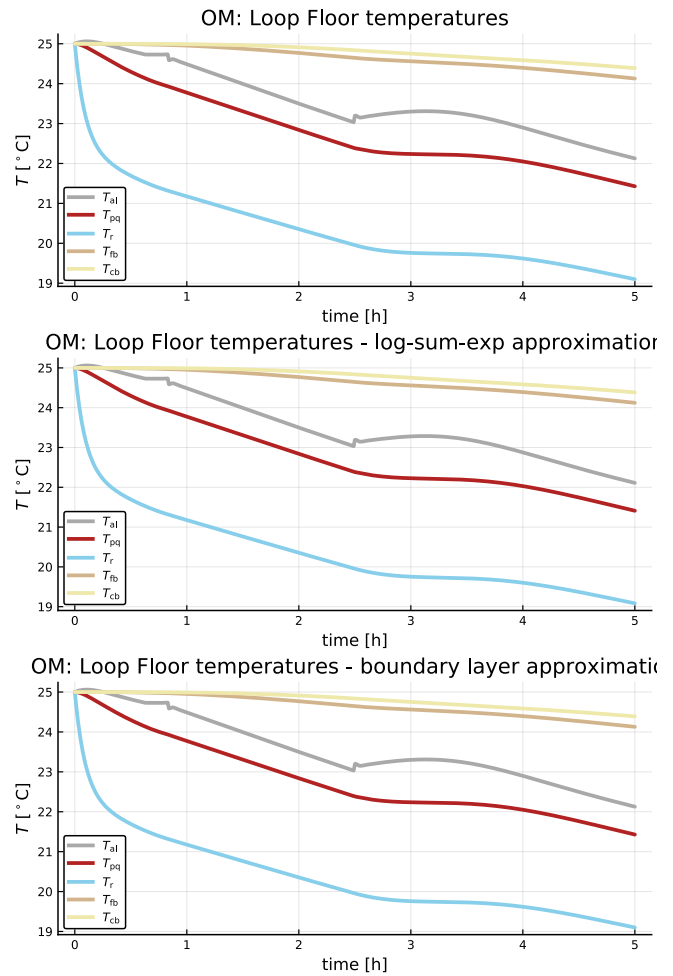 OM: Loop Floor temperatures
25
24
23
22
21
20
19
T [°C]
T_al
T_pq
T_r
T_fb
T_cb
0 1 2 3 4 5
time [h]
OM: Loop Floor temperatures - log-sum-exp approximation
25
24
23
22
21
20
19
T [°C]
T_al
T_pq
T_r
T_fb
T_cb
0 1 2 3 4 5
time [h]
OM: Loop Floor temperatures - boundary layer approximatio
25
24
23
22
21
20
19
T [°C]
T_al
T_pq
T_r
T_fb
T_cb
0 1 2 3 4 5
time [h]